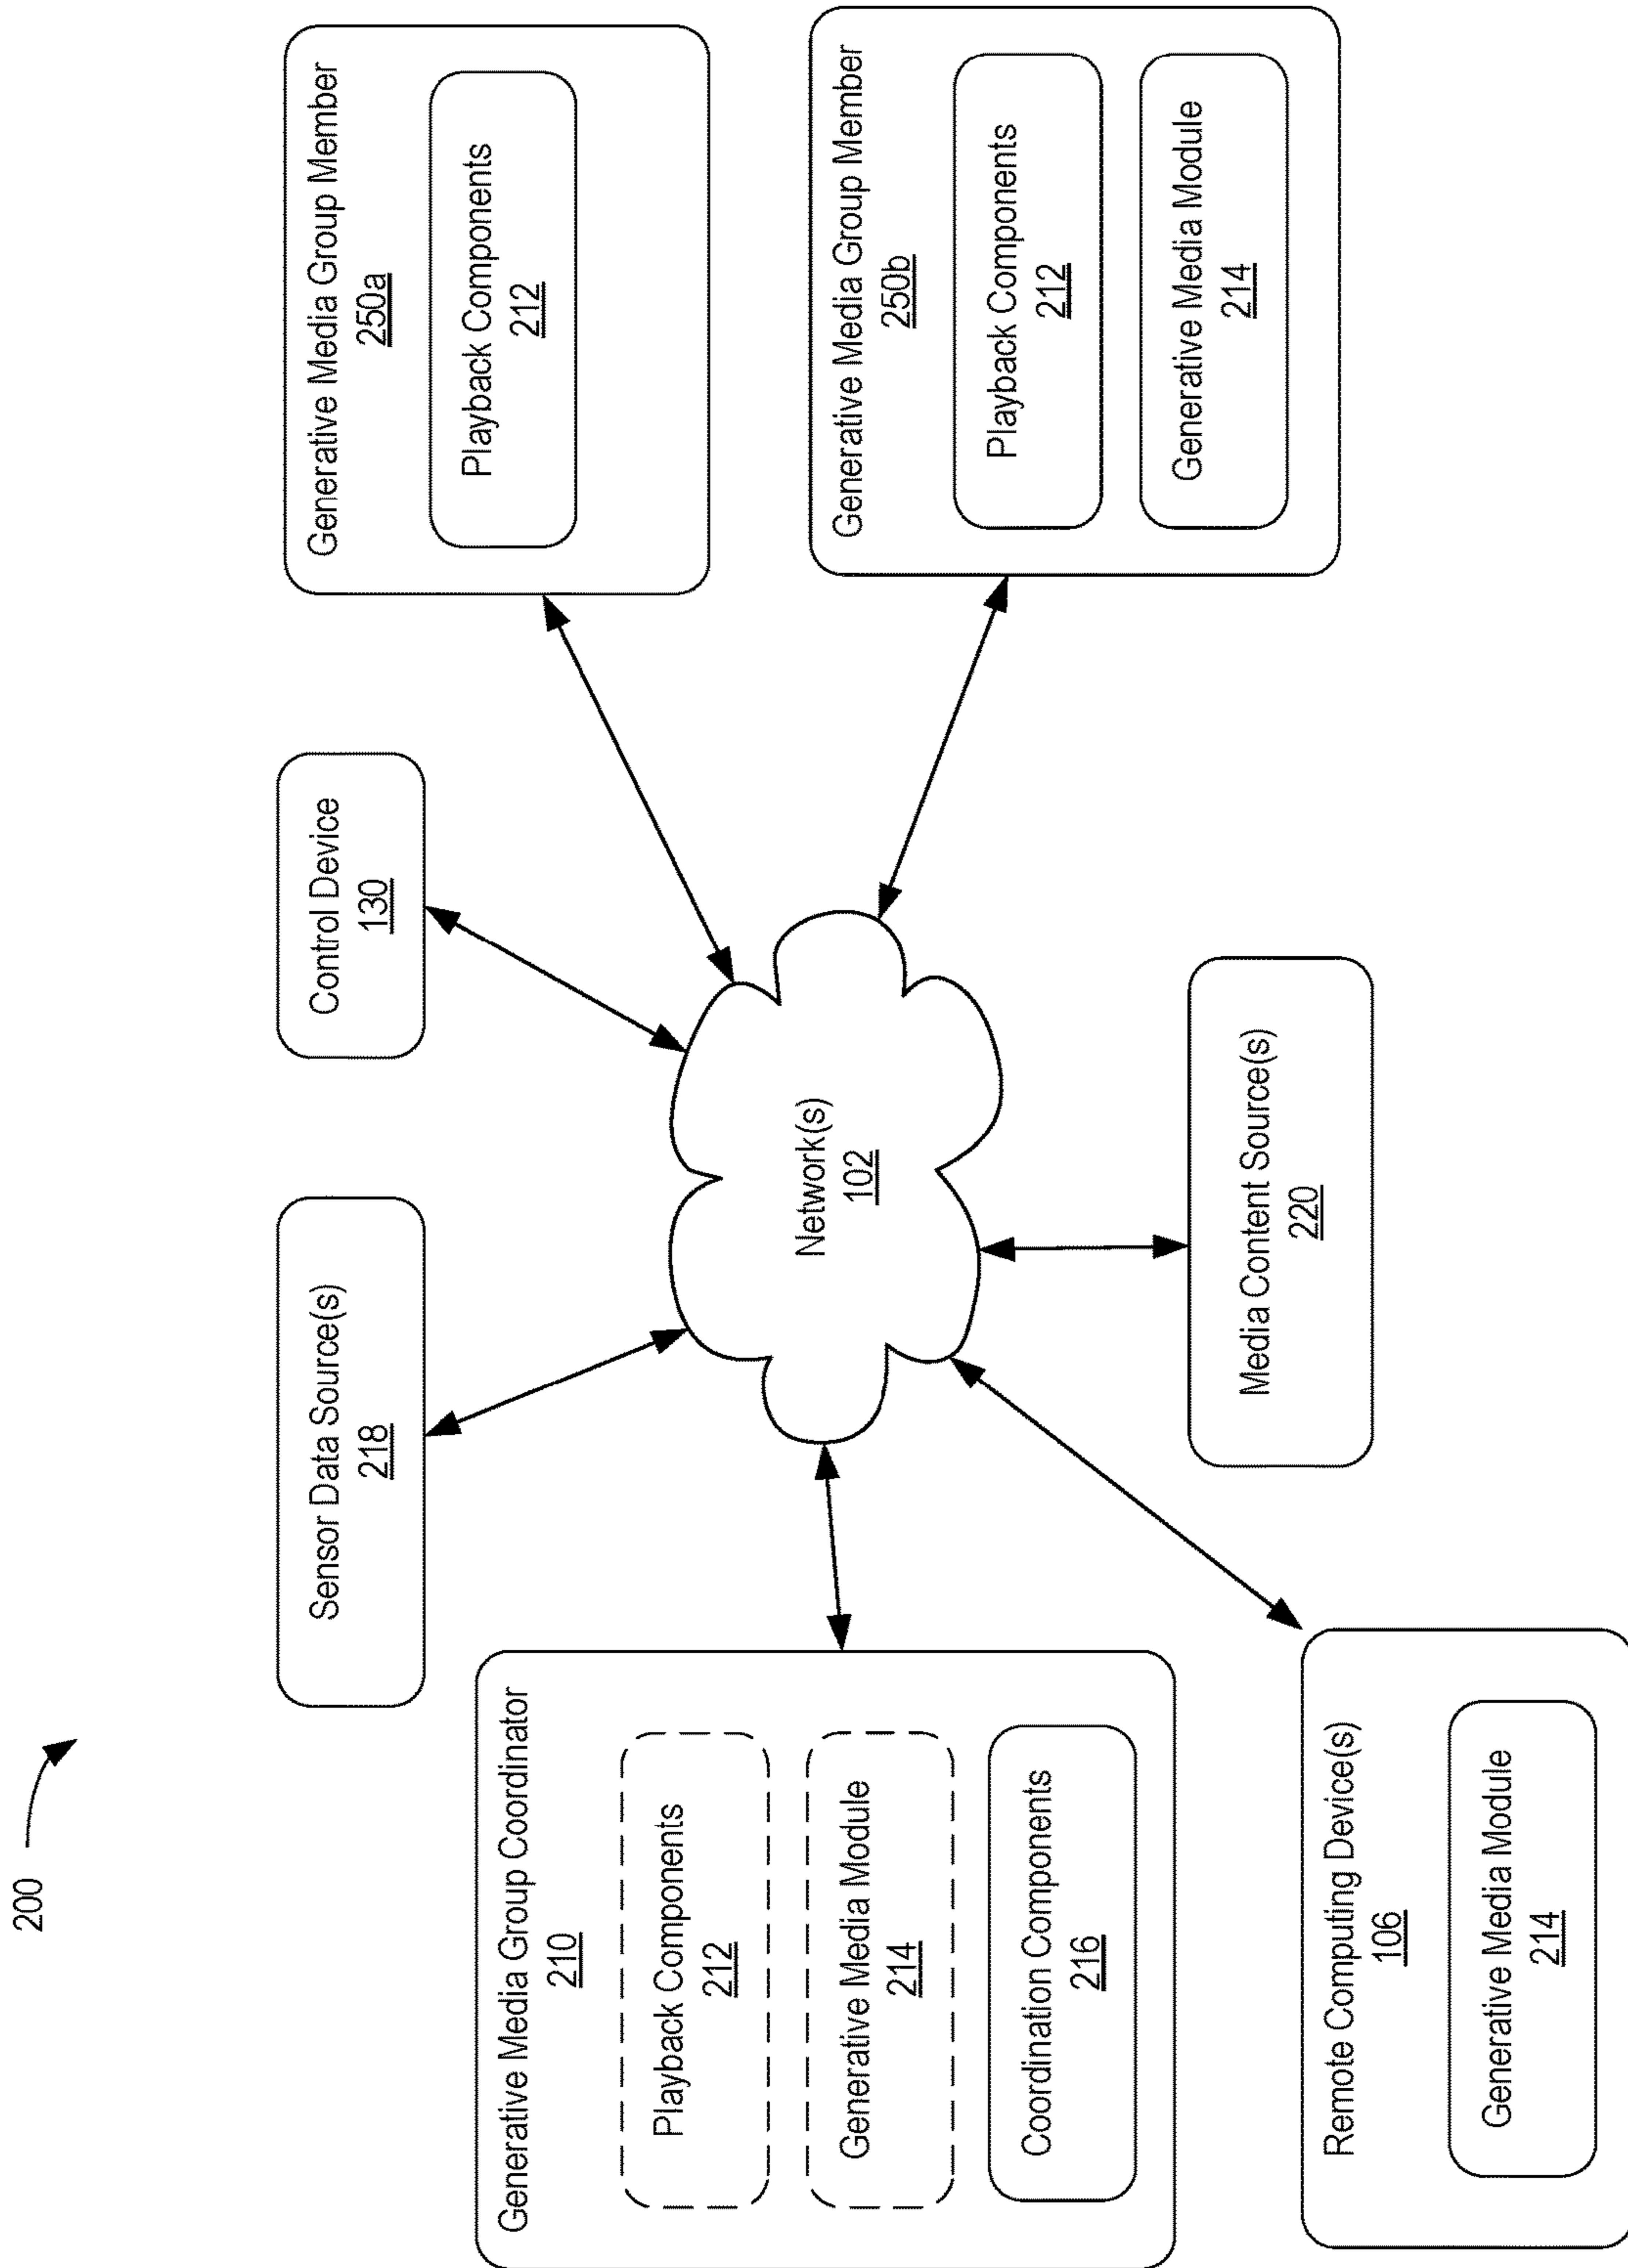 200
Sensor Data Source(s)
218
Control Device
130
Generative Media Group Member
250a
Playback Components
212
Generative Media Group Coordinator
210
Playback Components
212
Generative Media Module
214
Coordination Components
216
Network(s)
102
Generative Media Group Member
250b
Playback Components
212
Generative Media Module
214
Remote Computing Device(s)
106
Generative Media Module
214
Media Content Source(s)
220